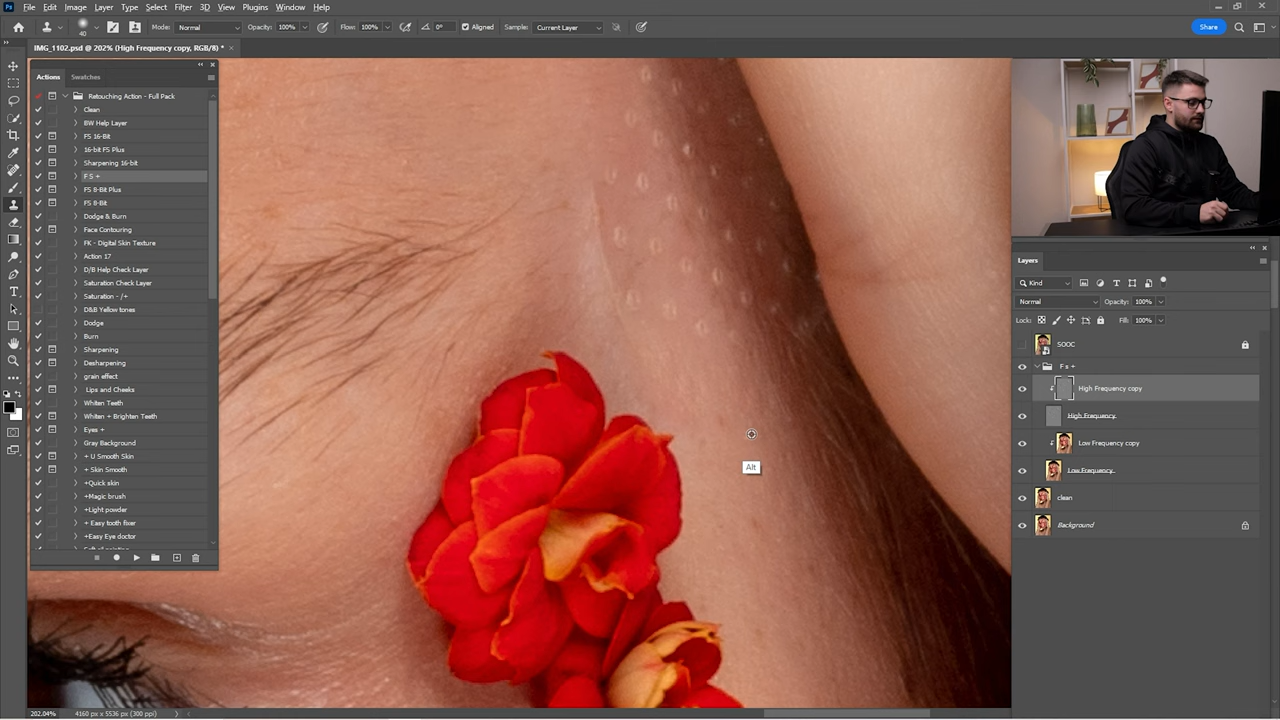 Ps File Edit Image Layer Type Select Filter 3D View Plugins Window Help
40 Mode: Normal Opacity: 100% Flow: 100% 0° Aligned Sample: Current Layer Share
IMG_1102.psd @ 202% (High Frequency copy, RGB/8) * ×
Actions Swatches
Retouching Action - Full Pack
Clean
BW Help Layer
FS 16-Bit
16-bit FS Plus
Sharpening 16-bit
F S +
FS 8-Bit Plus
FS 8-Bit
Dodge & Burn
Face Contouring
FK - Digital Skin Texture
Action 17
D/B Help Check Layer
Saturation Check Layer
Saturation - /+
D&B Yellow tones
Dodge
Burn
Sharpening
Desharpening
grain effect
Lips and Cheeks
Whiten Teeth
Whiten + Brighten Teeth
Eyes +
Gray Background
+ U Smooth Skin
+ Skin Smooth
+Quick skin
+Magic brush
+Light powder
+ Easy tooth fixer
+Easy Eye doctor
Alt
Layers
Kind
Normal Opacity: 100%
Lock: Fill: 100%
SOOC
F s +
High Frequency copy
High Frequency
Low Frequency copy
Low Frequency
clean
Background
202.04% 4160 px x 5536 px (300 ppi)